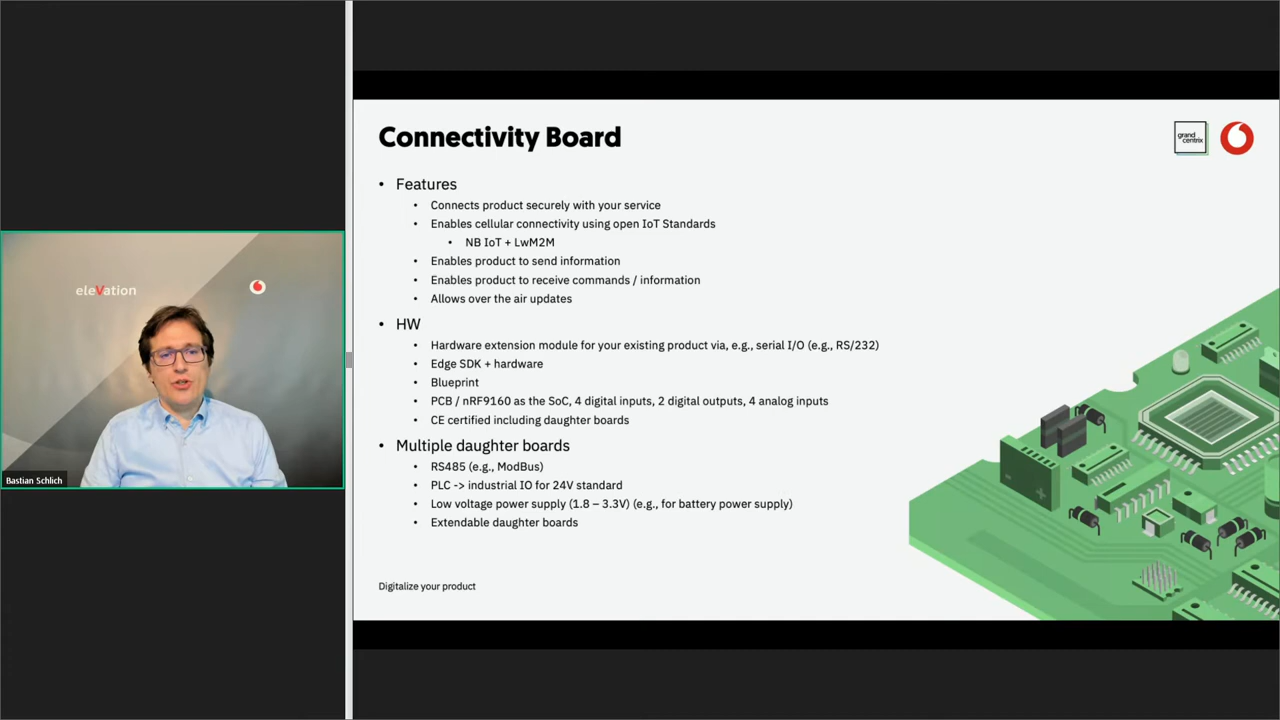 eleVation
Bastian Schlich
Connectivity Board
grand
centrix
• Features
• Connects product securely with your service
• Enables cellular connectivity using open IoT Standards
• NB IoT + LwM2M
• Enables product to send information
• Enables product to receive commands / information
• Allows over the air updates
• HW
• Hardware extension module for your existing product via, e.g., serial I/O (e.g., RS/232)
• Edge SDK + hardware
• Blueprint
• PCB / nRF9160 as the SoC, 4 digital inputs, 2 digital outputs, 4 analog inputs
• CE certified including daughter boards
• Multiple daughter boards
• RS485 (e.g., ModBus)
• PLC -> industrial IO for 24V standard
• Low voltage power supply (1.8 – 3.3V) (e.g., for battery power supply)
• Extendable daughter boards
Digitalize your product